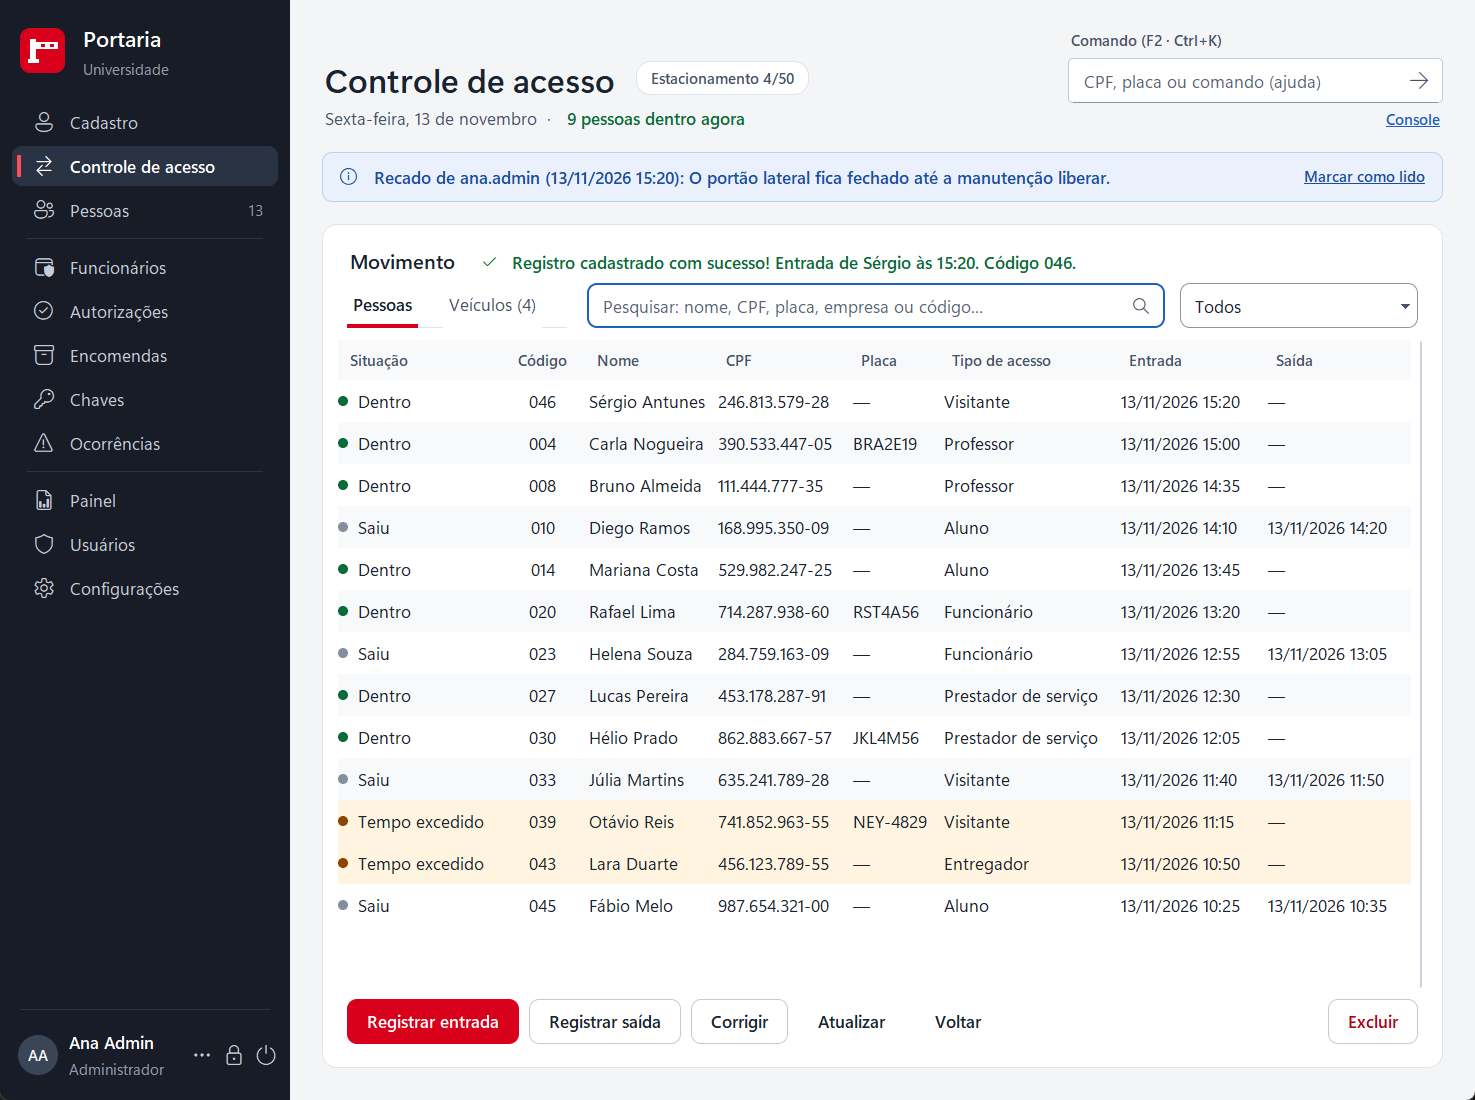 Portaria
Universidade
Cadastro
Controle de acesso
Pessoas 13
Funcionários
Autorizações
Encomendas
Chaves
Ocorrências
Painel
Usuários
Configurações
AA
Ana Admin
Administrador
Controle de acesso
Estacionamento 4/50
Sexta-feira, 13 de novembro · 9 pessoas dentro agora
Comando (F2 · Ctrl+K)
CPF, placa ou comando (ajuda)
Console
Recado de ana.admin (13/11/2026 15:20): O portão lateral fica fechado até a manutenção liberar.
Marcar como lido
Movimento
Registro cadastrado com sucesso! Entrada de Sérgio às 15:20. Código 046.
Pessoas
Veículos (4)
Pesquisar: nome, CPF, placa, empresa ou código...
Todos
Situação Código Nome CPF Placa Tipo de acesso Entrada Saída
Dentro 046 Sérgio Antunes 246.813.579-28 — Visitante 13/11/2026 15:20 —
Dentro 004 Carla Nogueira 390.533.447-05 BRA2E19 Professor 13/11/2026 15:00 —
Dentro 008 Bruno Almeida 111.444.777-35 — Professor 13/11/2026 14:35 —
Saiu 010 Diego Ramos 168.995.350-09 — Aluno 13/11/2026 14:10 13/11/2026 14:20
Dentro 014 Mariana Costa 529.982.247-25 — Aluno 13/11/2026 13:45 —
Dentro 020 Rafael Lima 714.287.938-60 RST4A56 Funcionário 13/11/2026 13:20 —
Saiu 023 Helena Souza 284.759.163-09 — Funcionário 13/11/2026 12:55 13/11/2026 13:05
Dentro 027 Lucas Pereira 453.178.287-91 — Prestador de serviço 13/11/2026 12:30 —
Dentro 030 Hélio Prado 862.883.667-57 JKL4M56 Prestador de serviço 13/11/2026 12:05 —
Saiu 033 Júlia Martins 635.241.789-28 — Visitante 13/11/2026 11:40 13/11/2026 11:50
Tempo excedido 039 Otávio Reis 741.852.963-55 NEY-4829 Visitante 13/11/2026 11:15 —
Tempo excedido 043 Lara Duarte 456.123.789-55 — Entregador 13/11/2026 10:50 —
Saiu 045 Fábio Melo 987.654.321-00 — Aluno 13/11/2026 10:25 13/11/2026 10:35
Registrar entrada
Registrar saída
Corrigir
Atualizar
Voltar
Excluir